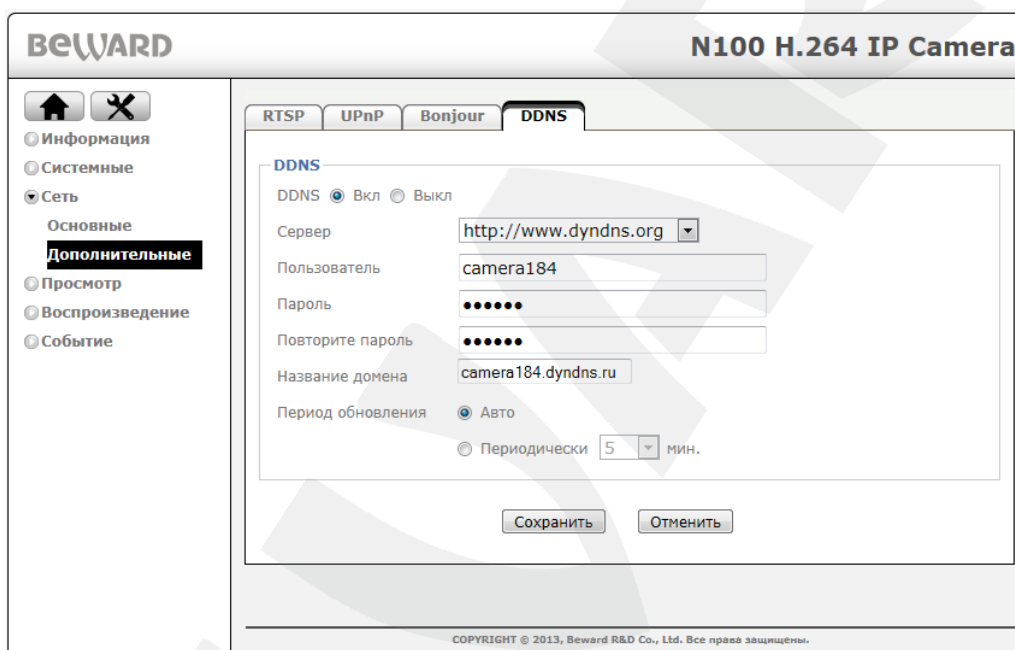 BEWARD
N100 H.264 IP Camera
RTSP UPnP Bonjour DDNS
Информация
Системные
Сеть
Основные
Дополнительные
Просмотр
Воспроизведение
Событие
DDNS
DDNS Вкл Выкл
Сервер http://www.dyndns.org
Пользователь camera184
Пароль ●●●●●●
Повторите пароль ●●●●●●
Название домена camera184.dyndns.ru
Период обновления Авто
Периодически 5 мин.
Сохранить Отменить
COPYRIGHT © 2013, Beward R&D Co., Ltd. Все права защищены.